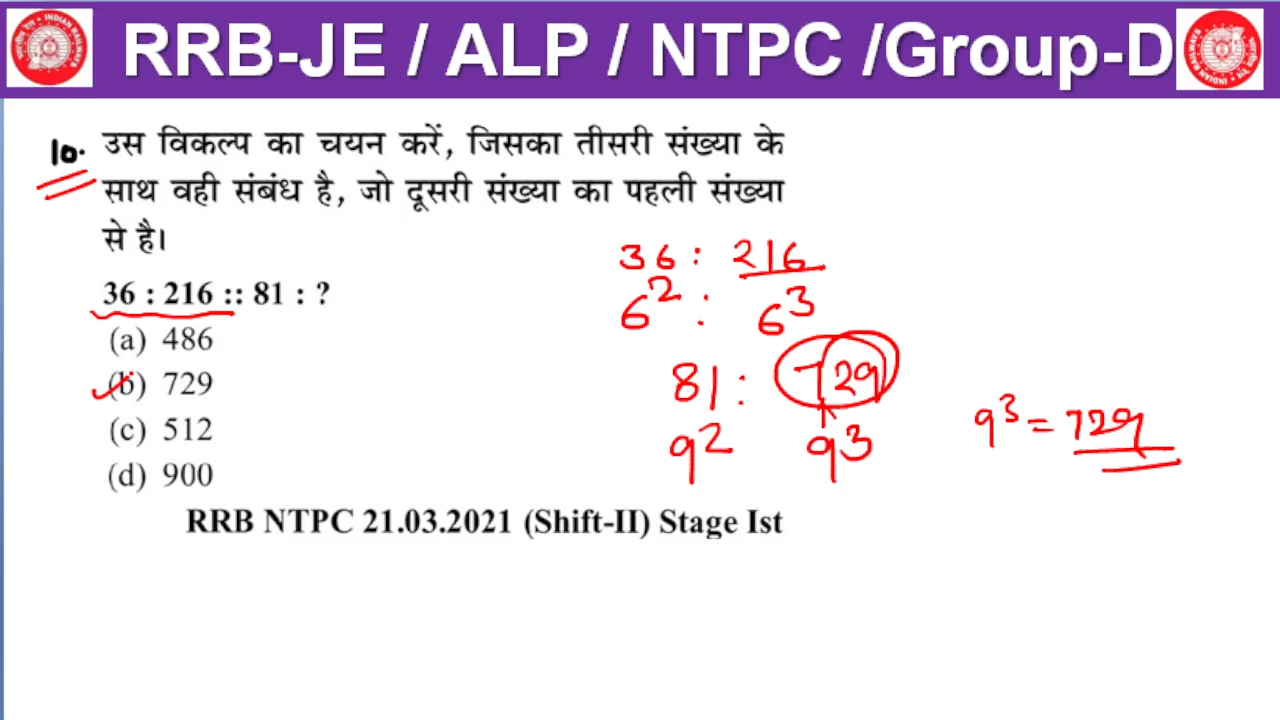 RRB-JE / ALP / NTPC /Group-D
10. उस विकल्प का चयन करें, जिसका तीसरी संख्या के
साथ वही संबंध है, जो दूसरी संख्या का पहली संख्या
से है।
36 : 216 :: 81 : ?
(a) 486
(b) 729
(c) 512
(d) 900
RRB NTPC 21.03.2021 (Shift-II) Stage Ist
36 : 216
6² : 6³
81 : 729
9² 9³
9³ = 729